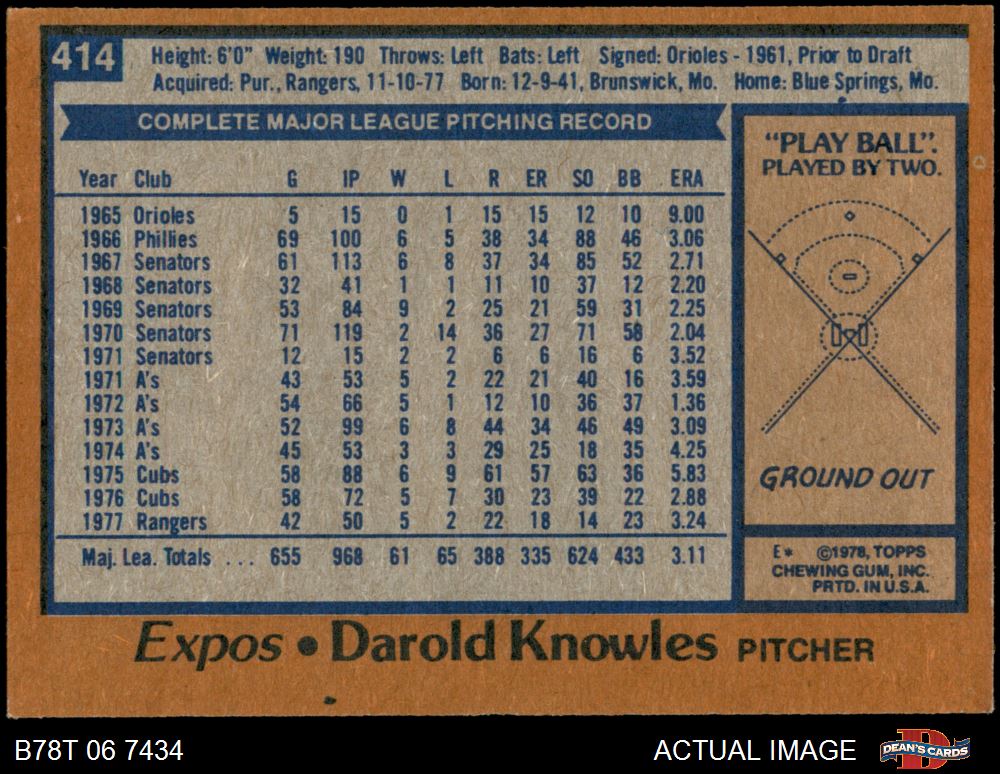 414
Height: 6'0" Weight: 190 Throws: Left Bats: Left Signed: Orioles - 1961, Prior to Draft
Acquired: Pur., Rangers, 11-10-77 Born: 12-9-41, Brunswick, Mo. Home: Blue Springs, Mo.
COMPLETE MAJOR LEAGUE PITCHING RECORD
Year Club G IP W L R ER SO BB ERA
1965 Orioles 5 15 0 1 15 15 12 10 9.00
1966 Phillies 69 100 6 5 38 34 88 46 3.06
1967 Senators 61 113 6 8 37 34 85 52 2.71
1968 Senators 32 41 1 1 11 10 37 12 2.20
1969 Senators 53 84 9 2 25 21 59 31 2.25
1970 Senators 71 119 2 14 36 27 71 58 2.04
1971 Senators 12 15 2 2 6 6 16 6 3.52
1971 A's 43 53 5 2 22 21 40 16 3.59
1972 A's 54 66 5 1 12 10 36 37 1.36
1973 A's 52 99 6 8 44 34 46 49 3.09
1974 A's 45 53 3 3 29 25 18 35 4.25
1975 Cubs 58 88 6 9 61 57 63 36 5.83
1976 Cubs 58 72 5 7 30 23 39 22 2.88
1977 Rangers 42 50 5 2 22 18 14 23 3.24
Maj. Lea. Totals ... 655 968 61 65 388 335 624 433 3.11
"PLAY BALL":
PLAYED BY TWO.
GROUND OUT
E* ©1978, TOPPS
CHEWING GUM, INC.
PRTD. IN U.S.A.
Expos • Darold Knowles PITCHER
B78T 06 7434
ACTUAL IMAGE
DEAN'S CARDS